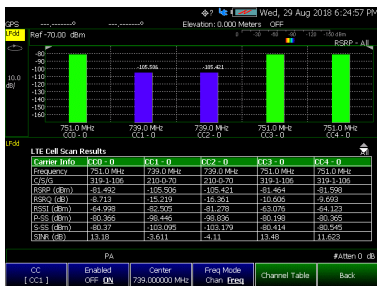 Wed, 29 Aug 2018 6:24:57 PM
GPS --.-------° ---.-------° Elevation: 0.000 Meters OFF
LFdd Ref -70.00 dBm 0 -30 -60 -90 -120 -150 dBm
RSRP - All
10.0 dB/
-80
-90
-100
-110
-120
-130
-140
-150
-160
-105.506 -105.421
751.0 MHz 739.0 MHz 739.0 MHz 751.0 MHz 751.0 MHz
CC0 - 0 CC1 - 0 CC2 - 0 CC3 - 0 CC4 - 0
LFdd
LTE Cell Scan Results
Carrier Info CC0 - 0 CC1 - 0 CC2 - 0 CC3 - 0 CC4 - 0
Frequency 751.0 MHz 739.0 MHz 739.0 MHz 751.0 MHz 751.0 MHz
C/S/G 319-1-106 210-0-70 210-0-70 319-1-106 319-1-106
RSRP (dBm) -81.492 -105.506 -105.421 -81.464 -81.598
RSRQ (dB) -8.713 -15.219 -16.361 -10.606 -9.693
RSSI (dBm) -64.998 -82.505 -81.278 -63.076 -64.123
P-SS (dBm) -80.366 -98.446 -98.836 -80.198 -80.365
S-SS (dBm) -80.37 -103.095 -103.179 -80.414 -80.545
SINR (dB) 13.18 -3.611 -4.11 13.48 11.623
PA #Atten 0 dB
CC [ CC1 ]
Enabled OFF ON
Center 739.000000 MHz
Freq Mode Chan Freq
Channel Table
Back